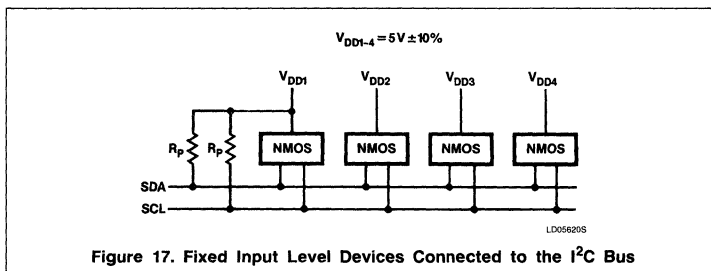 V_DD1-4 = 5V ± 10%
V_DD1 V_DD2 V_DD3 V_DD4
R_P R_P NMOS NMOS NMOS NMOS
SDA
SCL
LD05620S
Figure 17. Fixed Input Level Devices Connected to the I²C Bus